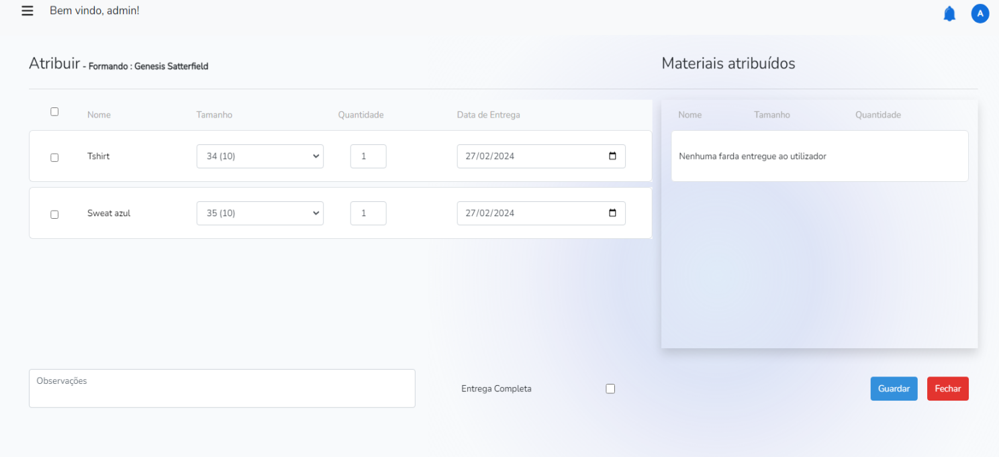 Bem vindo, admin!
A
Atribuir - Formando : Genesis Satterfield
Materiais atribuídos
Nome Tamanho Quantidade Data de Entrega
Tshirt 34 (10) 1 27/02/2024
Sweat azul 35 (10) 1 27/02/2024
Nome Tamanho Quantidade
Nenhuma farda entregue ao utilizador
Observações
Entrega Completa
Guardar Fechar